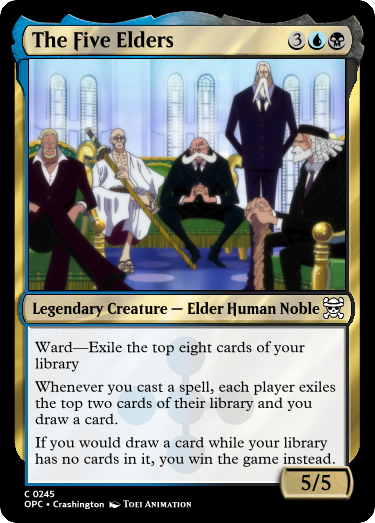 The Five Elders 3
Legendary Creature — Elder Human Noble
Ward—Exile the top eight cards of your
library
Whenever you cast a spell, each player exiles
the top two cards of their library and you
draw a card.
If you would draw a card while your library
has no cards in it, you win the game instead.
5/5
C 0245
OPC • Crashington TOEI ANIMATION